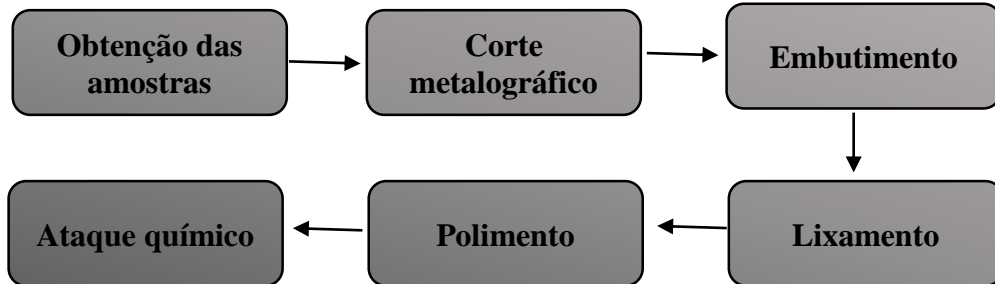 Obtenção das
amostras
Corte
metalográfico
Embutimento
Lixamento
Polimento
Ataque químico